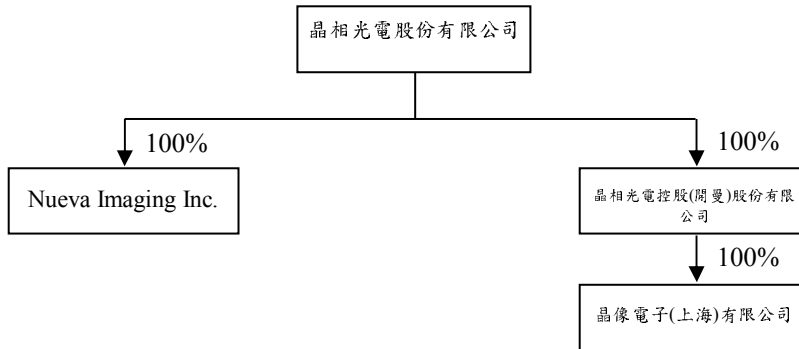 晶相光電股份有限公司
100%
100%
Nueva Imaging Inc.
晶相光電控股(開曼)股份有限
公司
100%
晶像電子(上海)有限公司